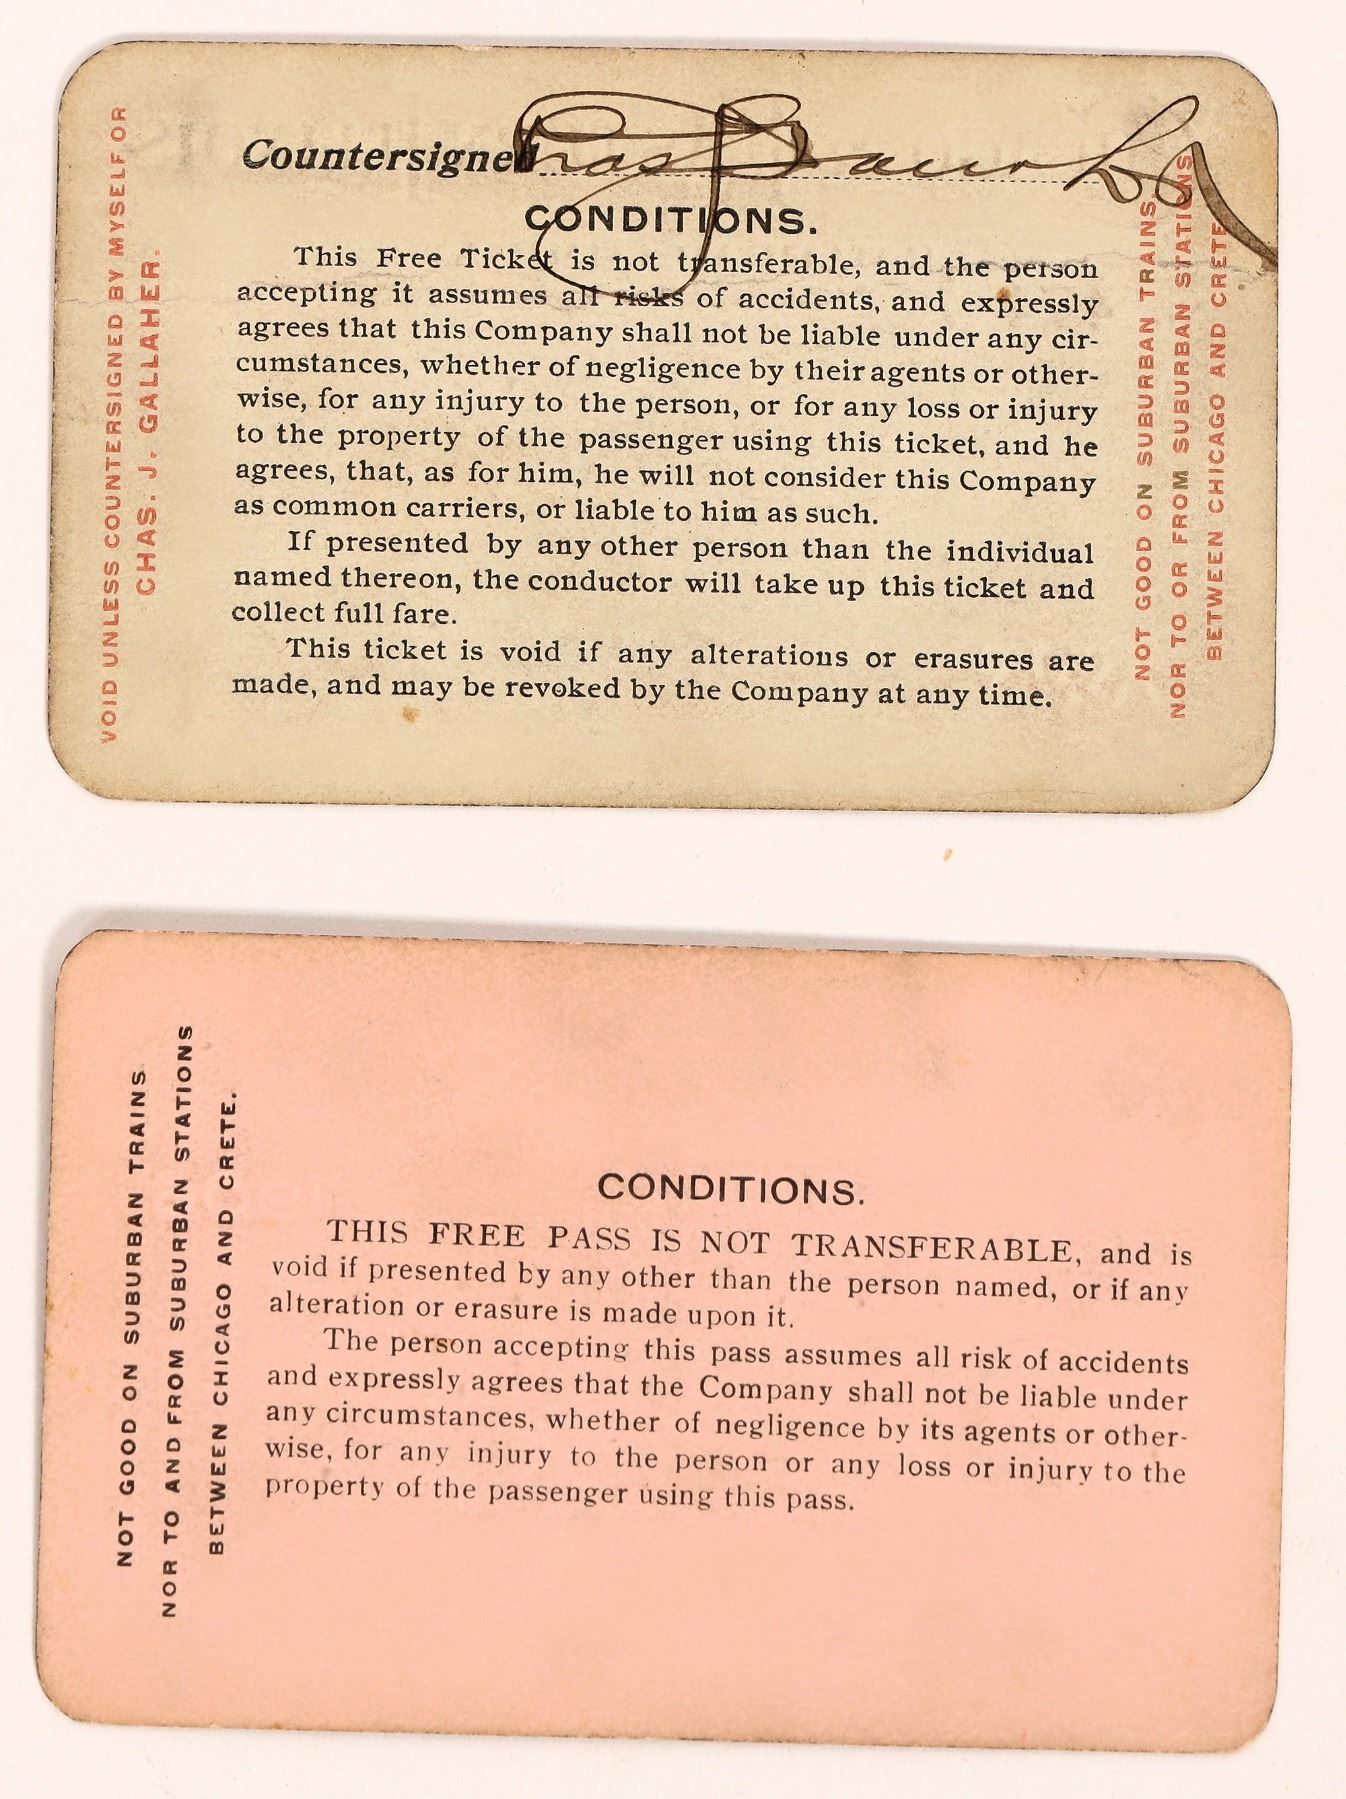 VOID UNLESS COUNTERSIGNED BY MYSELF OR
CHAS. J. GALLAHER.
Countersigned
CONDITIONS.
This Free Ticket is not transferable, and the person
accepting it assumes all risks of accidents, and expressly
agrees that this Company shall not be liable under any cir-
cumstances, whether of negligence by their agents or other-
wise, for any injury to the person, or for any loss or injury
to the property of the passenger using this ticket, and he
agrees, that, as for him, he will not consider this Company
as common carriers, or liable to him as such.
If presented by any other person than the individual
named thereon, the conductor will take up this ticket and
collect full fare.
This ticket is void if any alterations or erasures are
made, and may be revoked by the Company at any time.
NOT GOOD ON SUBURBAN TRAINS,
NOR TO OR FROM SUBURBAN STATIONS
BETWEEN CHICAGO AND CRETE
NOT GOOD ON SUBURBAN TRAINS
NOR TO AND FROM SUBURBAN STATIONS
BETWEEN CHICAGO AND CRETE.
CONDITIONS.
THIS FREE PASS IS NOT TRANSFERABLE, and is
void if presented by any other than the person named, or if any
alteration or erasure is made upon it.
The person accepting this pass assumes all risk of accidents
and expressly agrees that the Company shall not be liable under
any circumstances, whether of negligence by its agents or other-
wise, for any injury to the person or any loss or injury to the
property of the passenger using this pass.